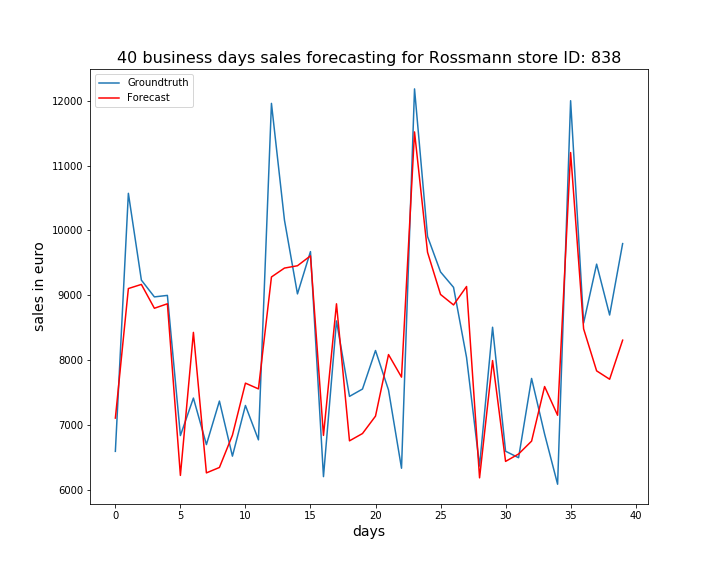 40 business days sales forecasting for Rossmann store ID: 838
Groundtruth
Forecast
12000
11000
10000
9000
8000
7000
6000
sales in euro
0 5 10 15 20 25 30 35 40
days